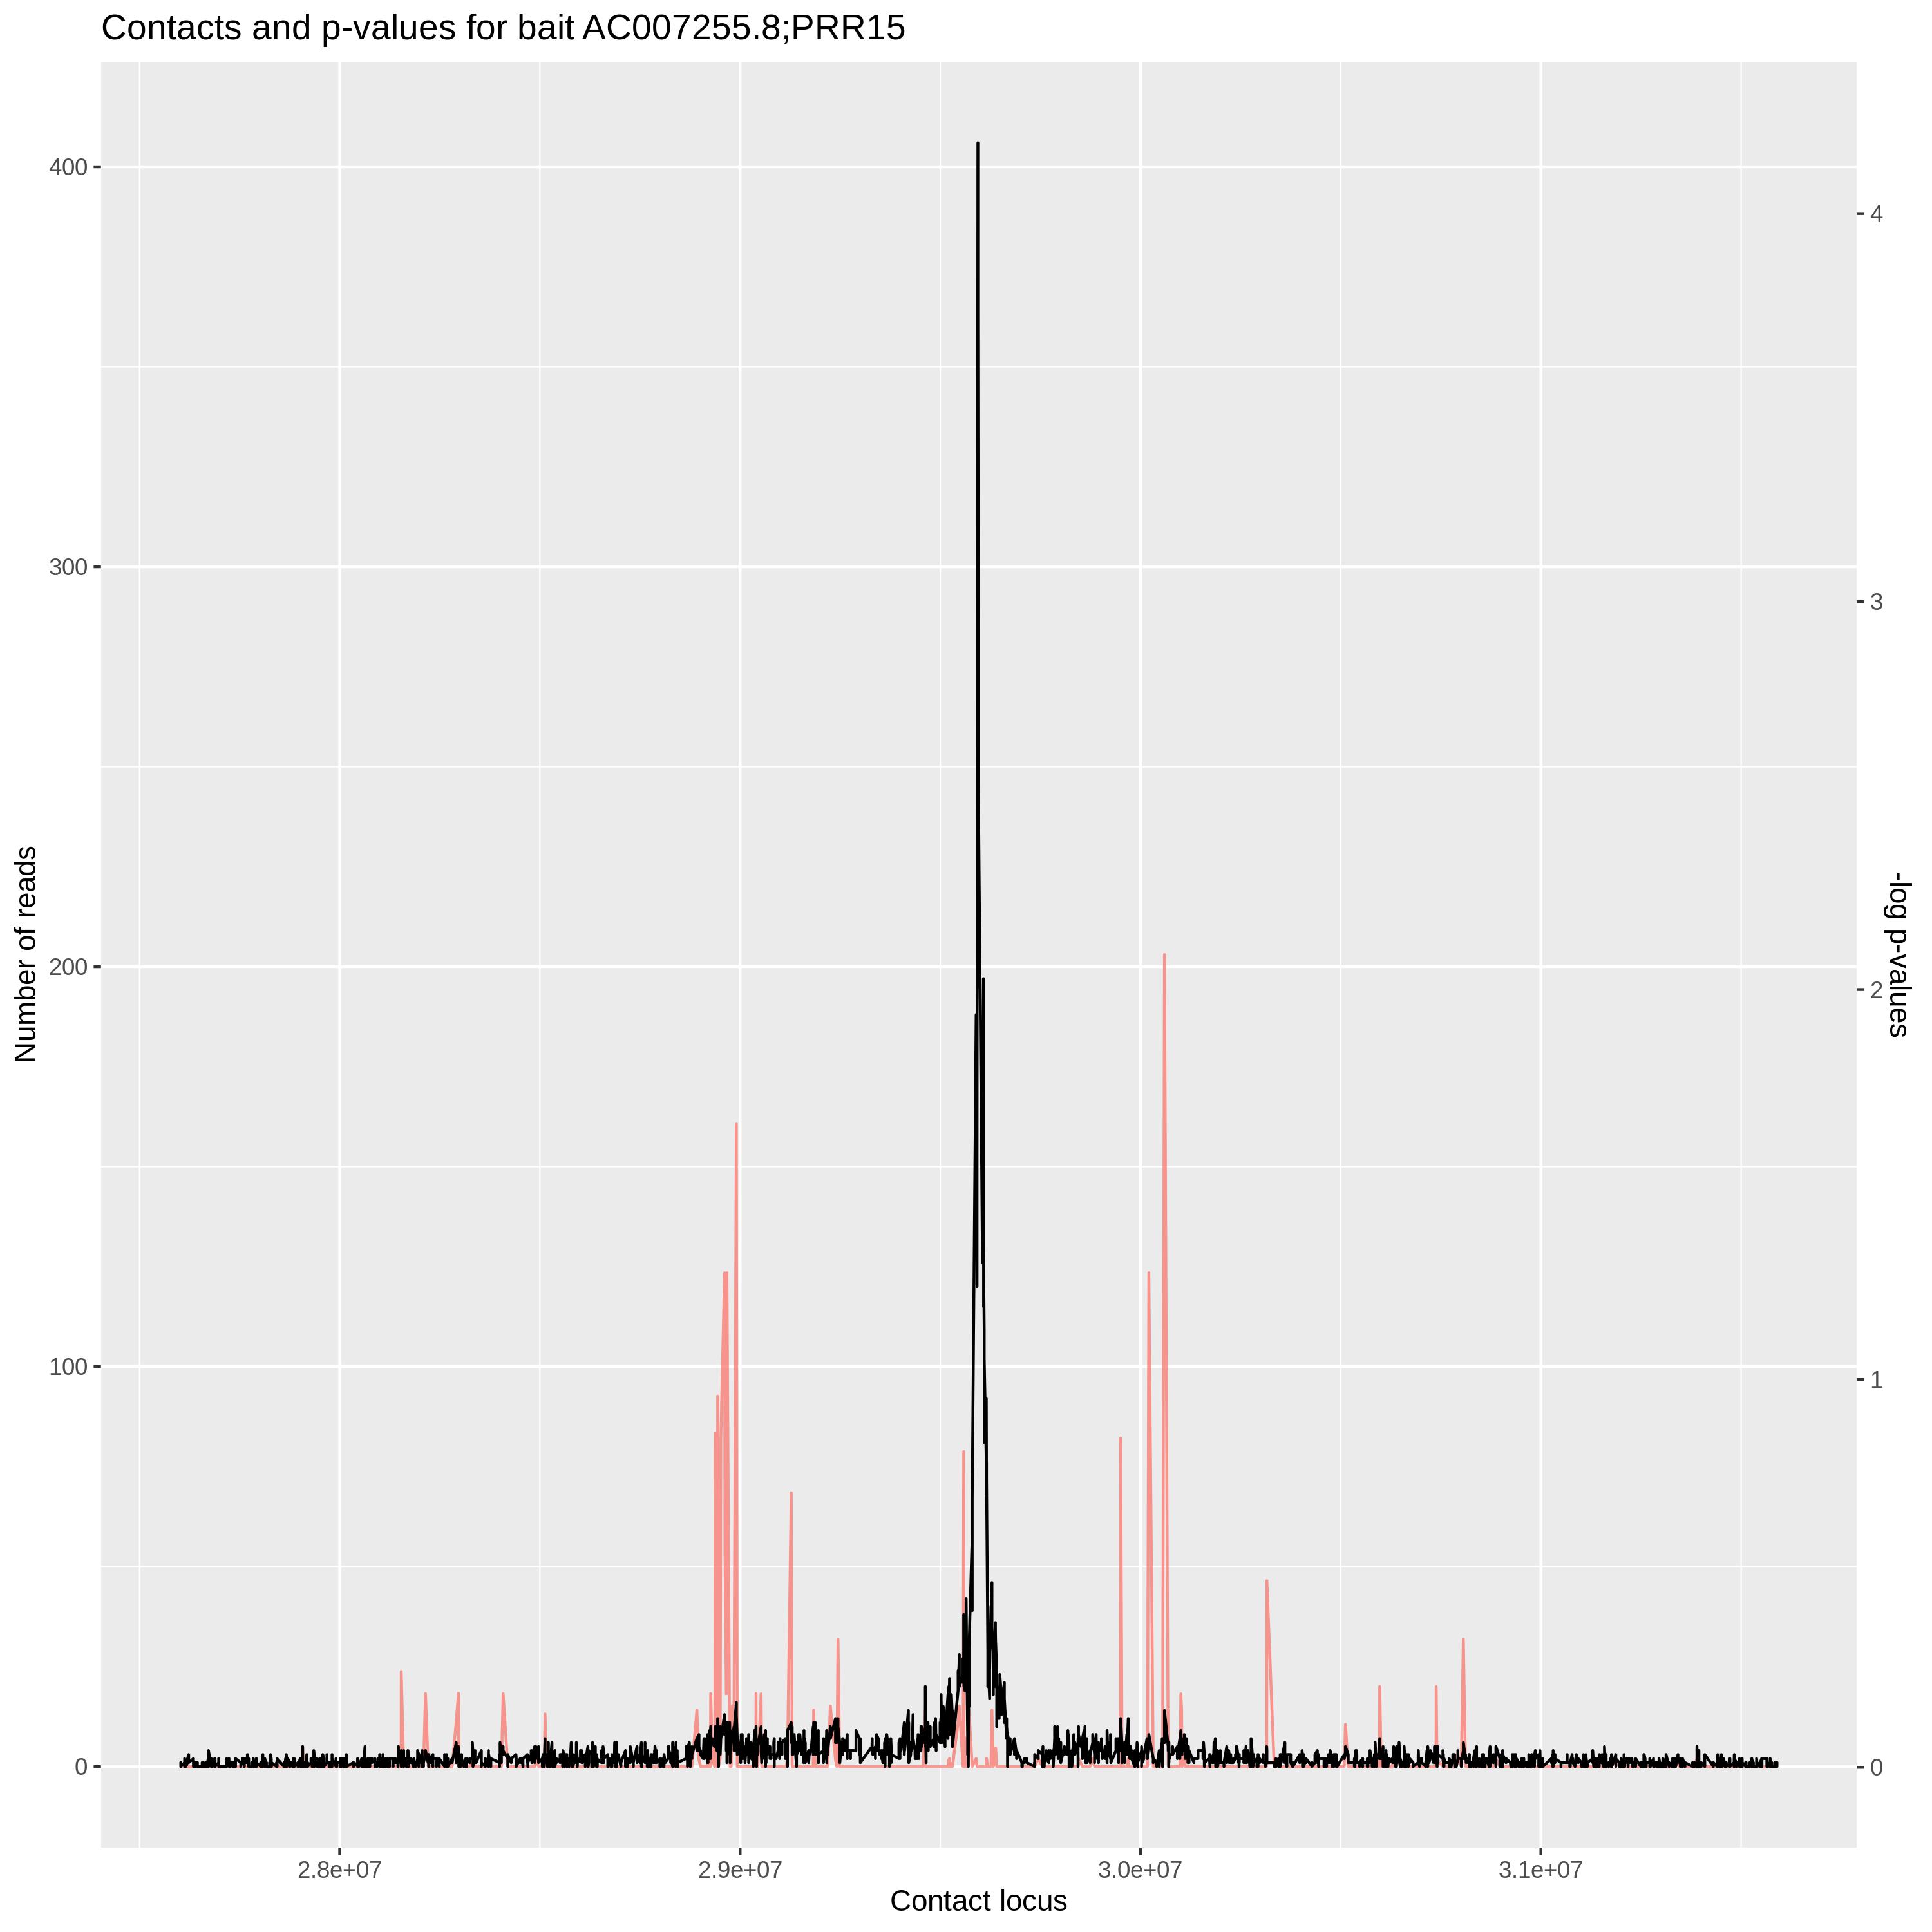 Contacts and p-values for bait AC007255.8;PRR15
Number of reads
400
300
200
100
0
4
3
2
1
0
-log p-values
2.8e+07
2.9e+07
3.0e+07
3.1e+07
Contact locus